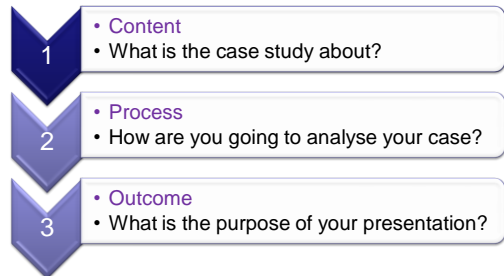 1
• Content
• What is the case study about?
2
• Process
• How are you going to analyse your case?
3
• Outcome
• What is the purpose of your presentation?